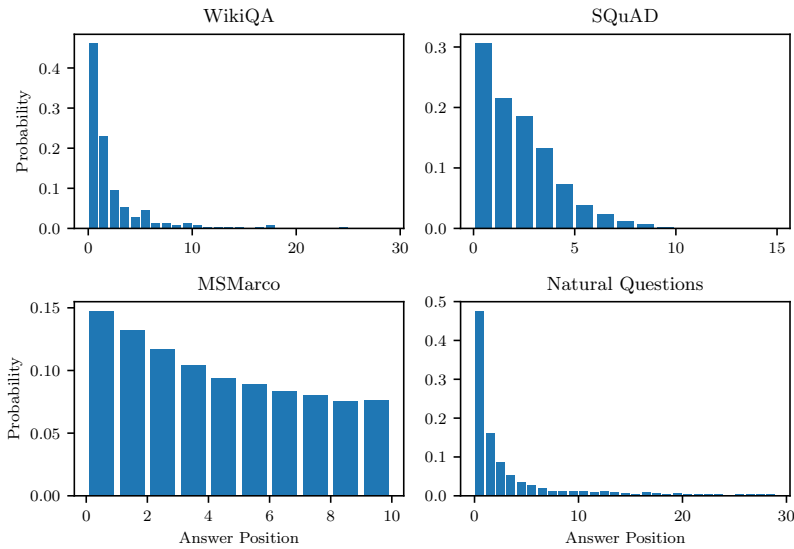 WikiQA
SQuAD
0.4
0.3
0.2
0.1
0.0
Probability
0 10 20 30
0.3
0.2
0.1
0.0
0 5 10 15
MSMarco
Natural Questions
0.15
0.10
0.05
0.00
Probability
0 2 4 6 8 10
Answer Position
0.5
0.4
0.3
0.2
0.1
0.0
0 10 20 30
Answer Position